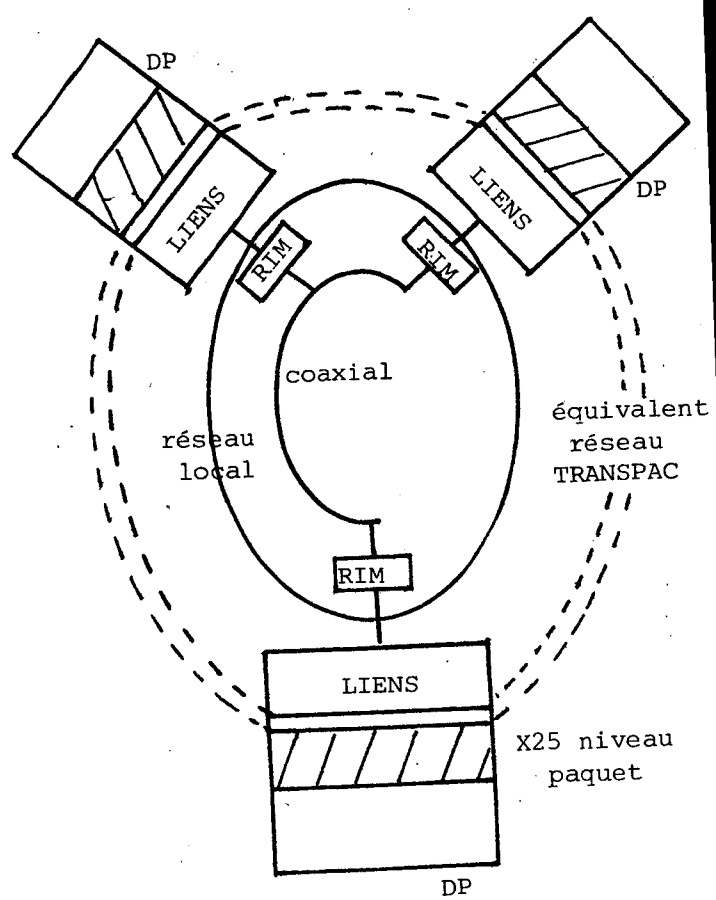 DP
LIENS
LIENS
DP
RIM
RIM
coaxial
équivalent
réseau
TRANSPAC
réseau
local
RIM
LIENS
X25 niveau
paquet
DP